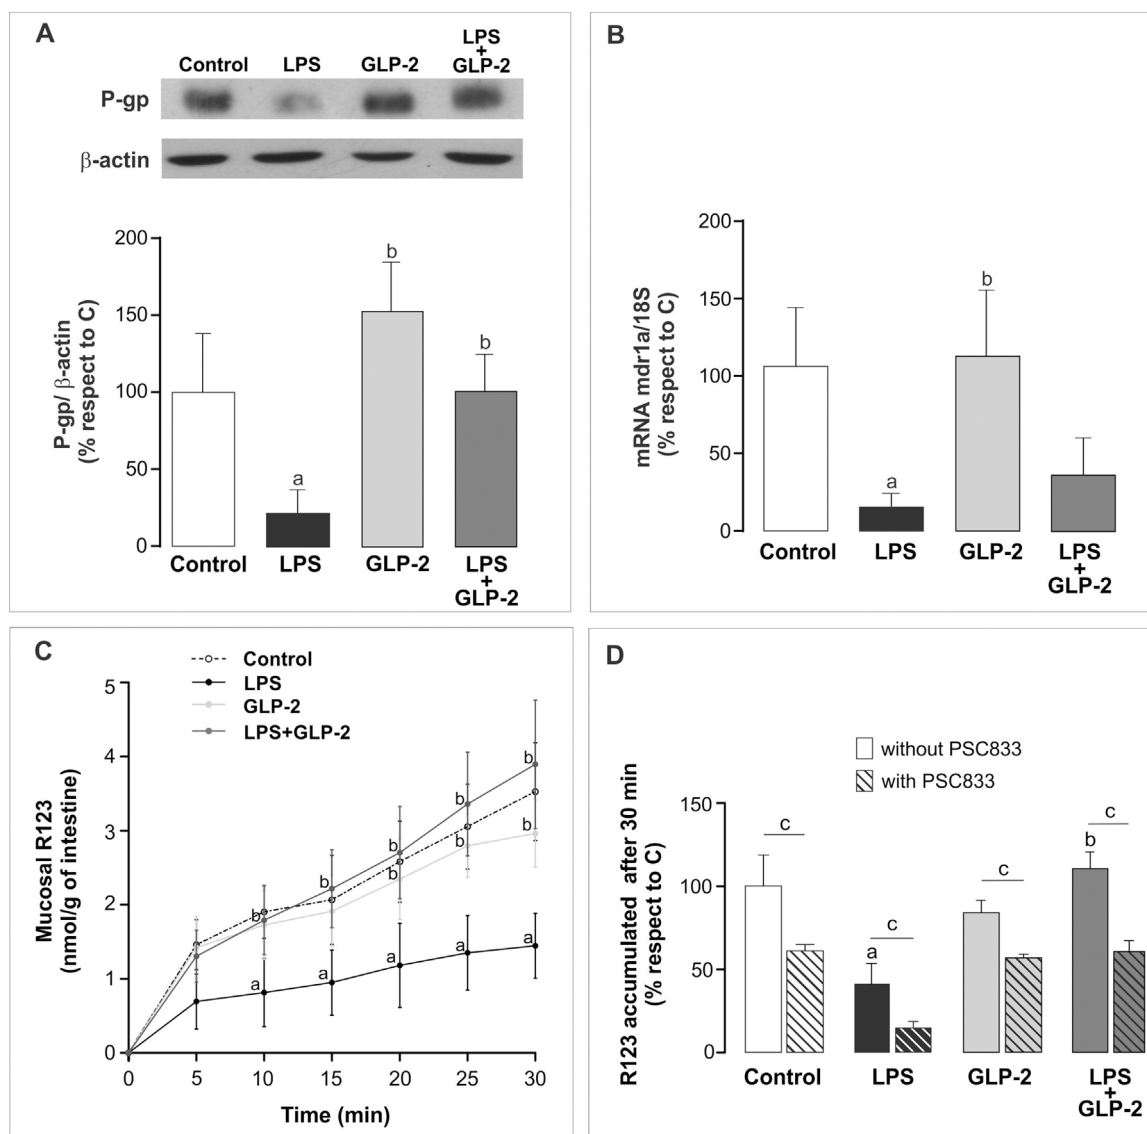 A
Control LPS GLP-2 LPS
+
GLP-2
P-gp
β-actin
P-gp/ β-actin
(% respect to C)
200
150
100
50
0
a
b
b
Control LPS GLP-2 LPS
+
GLP-2
B
mRNA mdr1a/18S
(% respect to C)
200
150
100
50
0
a
b
Control LPS GLP-2 LPS
+
GLP-2
C
Control
LPS
GLP-2
LPS+GLP-2
Mucosal R123
(nmol/g of intestine)
5
4
3
2
1
0
b b b b b b b b
a a a a a
0 5 10 15 20 25 30
Time (min)
D
without PSC833
with PSC833
R123 accumulated after 30 min
(% respect to C)
150
100
50
0
c
a c
c
b c
Control LPS GLP-2 LPS
+
GLP-2